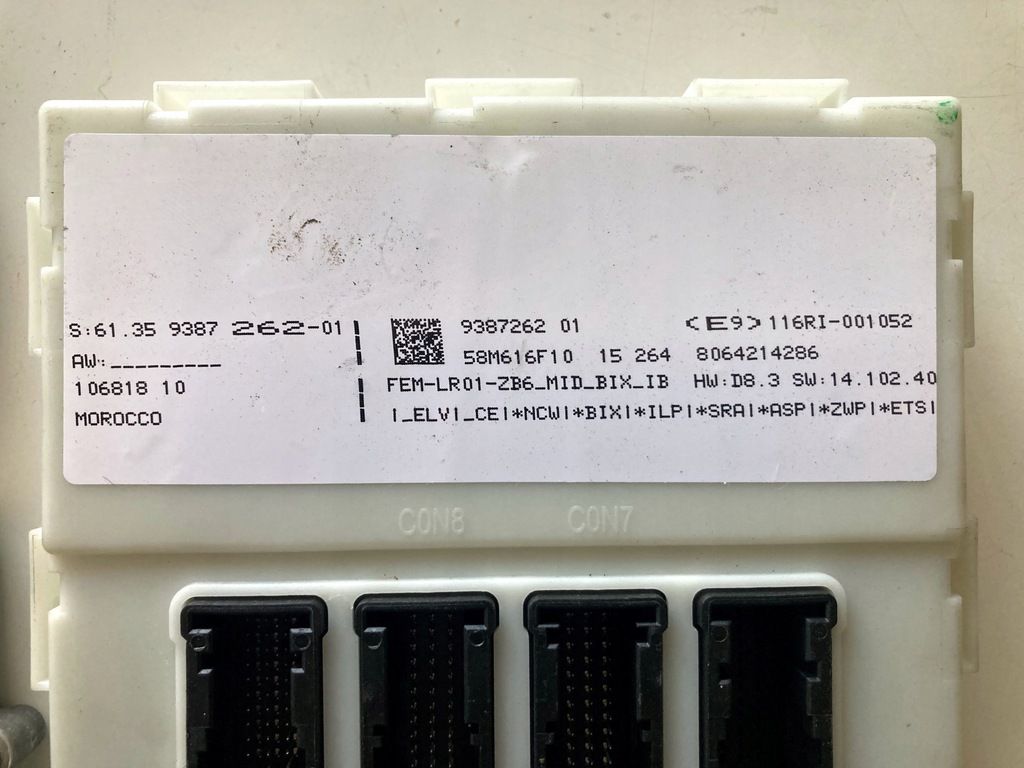 S:61.35 9387 262-01
AW:_________
106818 10
MOROCCO
9387262 01 <E9>116RI-001052
58M616F10 15 264 8064214286
FEM-LR01-ZB6_MID_BIX_IB HW:D8.3 SW:14.102.40
|_ELV|_CE|*NCW|*BIX|*ILP|*SRA|*ASP|*ZWP|*ETS|
CON8 CON7